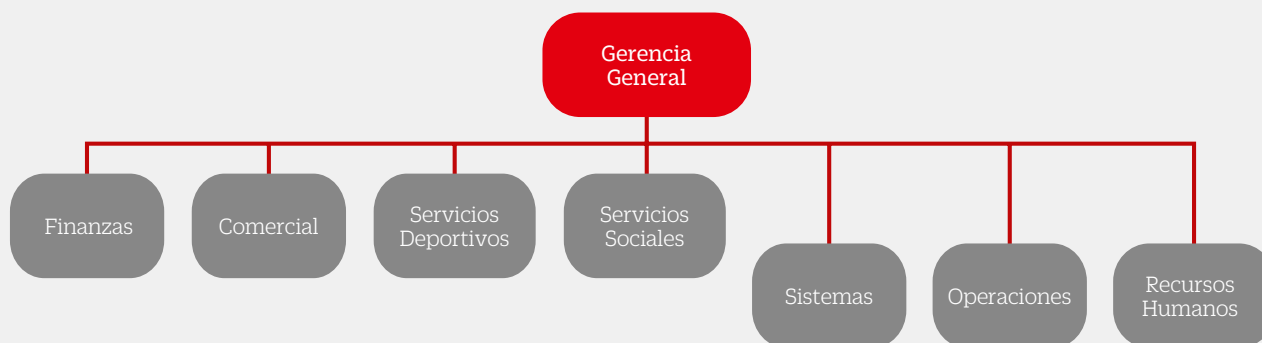 Gerencia
General
Finanzas
Comercial
Servicios
Deportivos
Servicios
Sociales
Sistemas
Operaciones
Recursos
Humanos